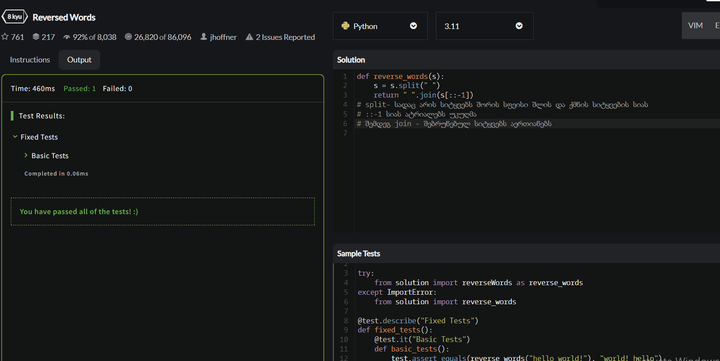 8 kyu
Reversed Words
761 217 92% of 8,038 26,820 of 86,096 jhoffner 2 Issues Reported
Instructions Output
Time: 460ms Passed: 1 Failed: 0
Test Results:
Fixed Tests
Basic Tests
Completed in 0.06ms
You have passed all of the tests! :)
Python
3.11
VIM
E
Solution
1 def reverse_words(s):
2 s = s.split(" ")
3 return " ".join(s[::-1])
4 # split- სადაც არის სიტყვებს შორის სფეისი შლის და ქმნის სიტყვების სიას
5 # ::-1 სიას ატრიალებს უკუღმა
6 # შემდეგ join - შებრუნებულ სიტყვებს აერთიანებს
7
Sample Tests
2
3 try:
4 from solution import reverseWords as reverse_words
5 except ImportError:
6 from solution import reverse_words
7
8 @test.describe("Fixed Tests")
9 def fixed_tests():
10 @test.it("Basic Tests")
11 def basic_tests():
12 test.assert_equals(reverse_words("hello world!"), "world! hello")